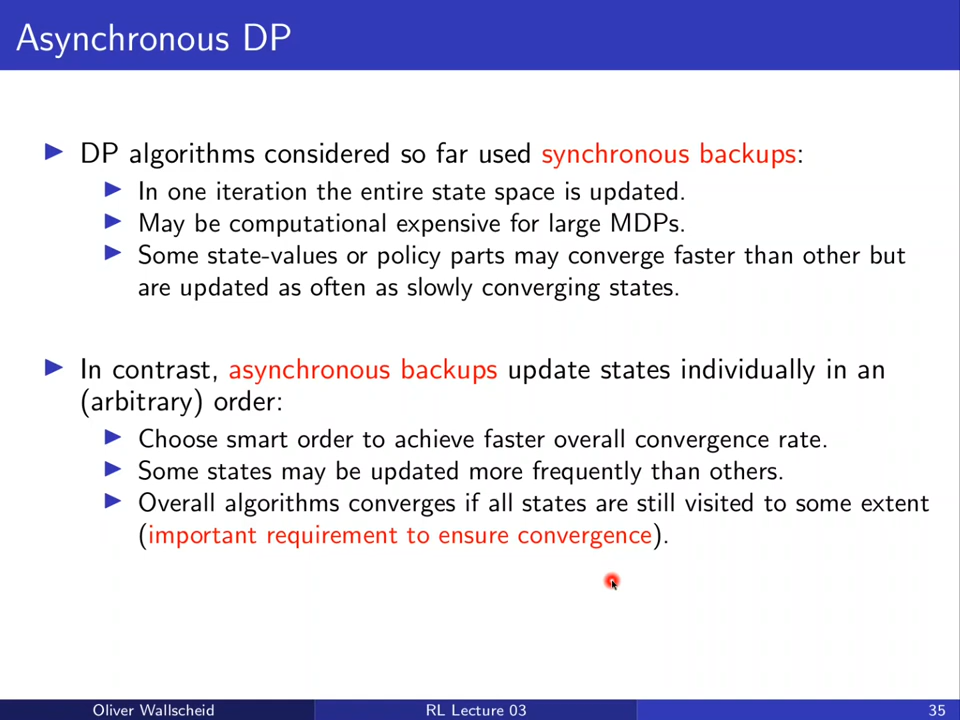 Asynchronous DP
DP algorithms considered so far used synchronous backups:
In one iteration the entire state space is updated.
May be computational expensive for large MDPs.
Some state-values or policy parts may converge faster than other but
are updated as often as slowly converging states.
In contrast, asynchronous backups update states individually in an
(arbitrary) order:
Choose smart order to achieve faster overall convergence rate.
Some states may be updated more frequently than others.
Overall algorithms converges if all states are still visited to some extent
(important requirement to ensure convergence).
Oliver Wallscheid
RL Lecture 03
35